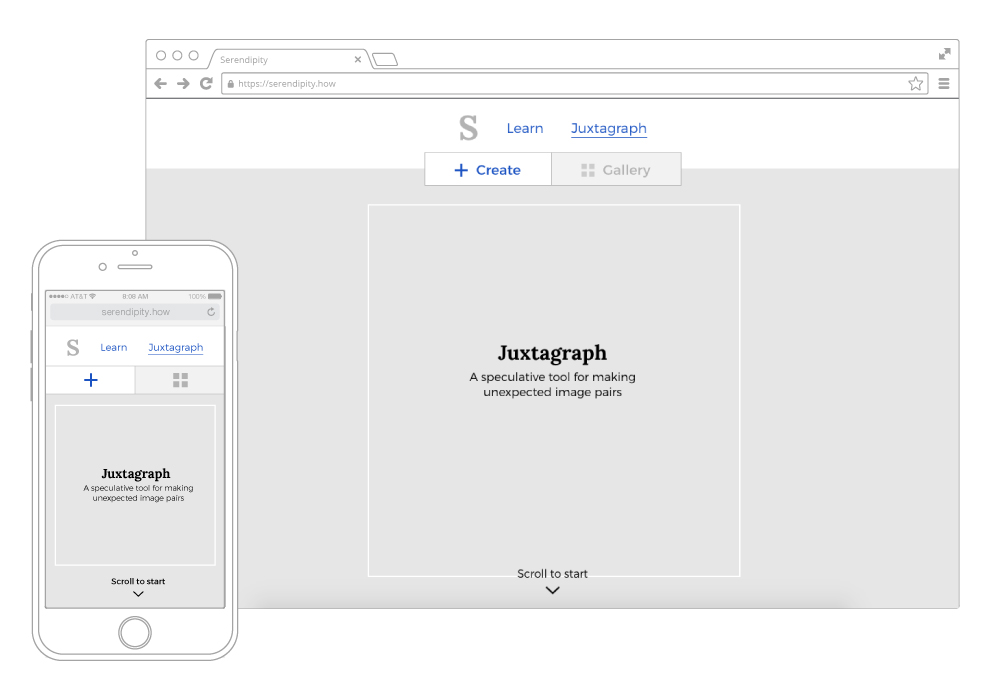 Serendipity
https://serendipity.how
S Learn Juxtagraph
+ Create Gallery
Juxtagraph
A speculative tool for making
unexpected image pairs
Scroll to start
AT&T 8:08 AM 100%
serendipity.how
S Learn Juxtagraph
+
Juxtagraph
A speculative tool for making
unexpected image pairs
Scroll to start